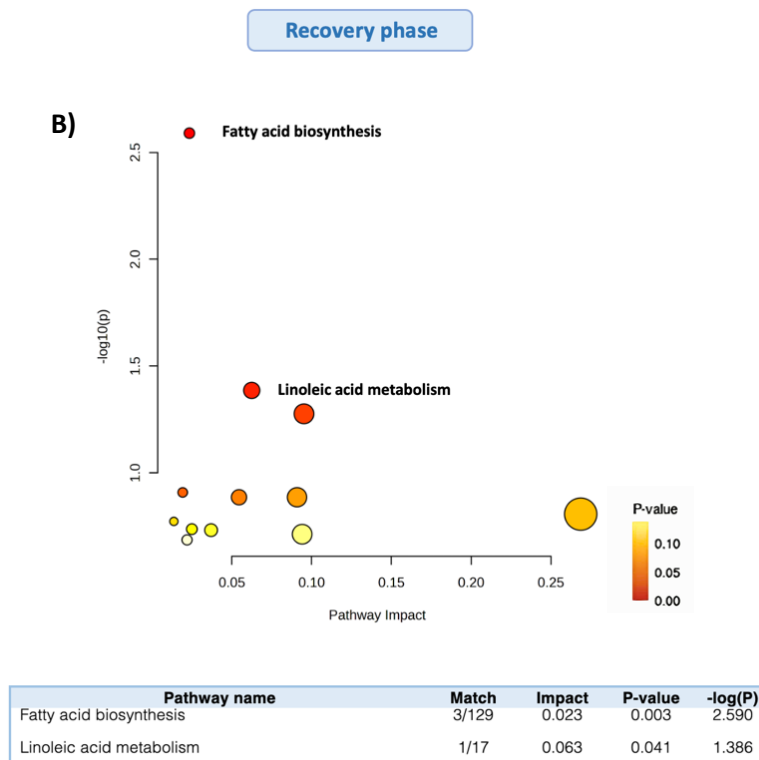 Recovery phase
B)
Fatty acid biosynthesis
2.5
2.0
-log10(p)
1.5
Linoleic acid metabolism
1.0
P-value
0.10
0.05
0.00
0.05 0.10 0.15 0.20 0.25
Pathway Impact
Pathway name Match Impact P-value -log(P)
Fatty acid biosynthesis 3/129 0.023 0.003 2.590
Linoleic acid metabolism 1/17 0.063 0.041 1.386